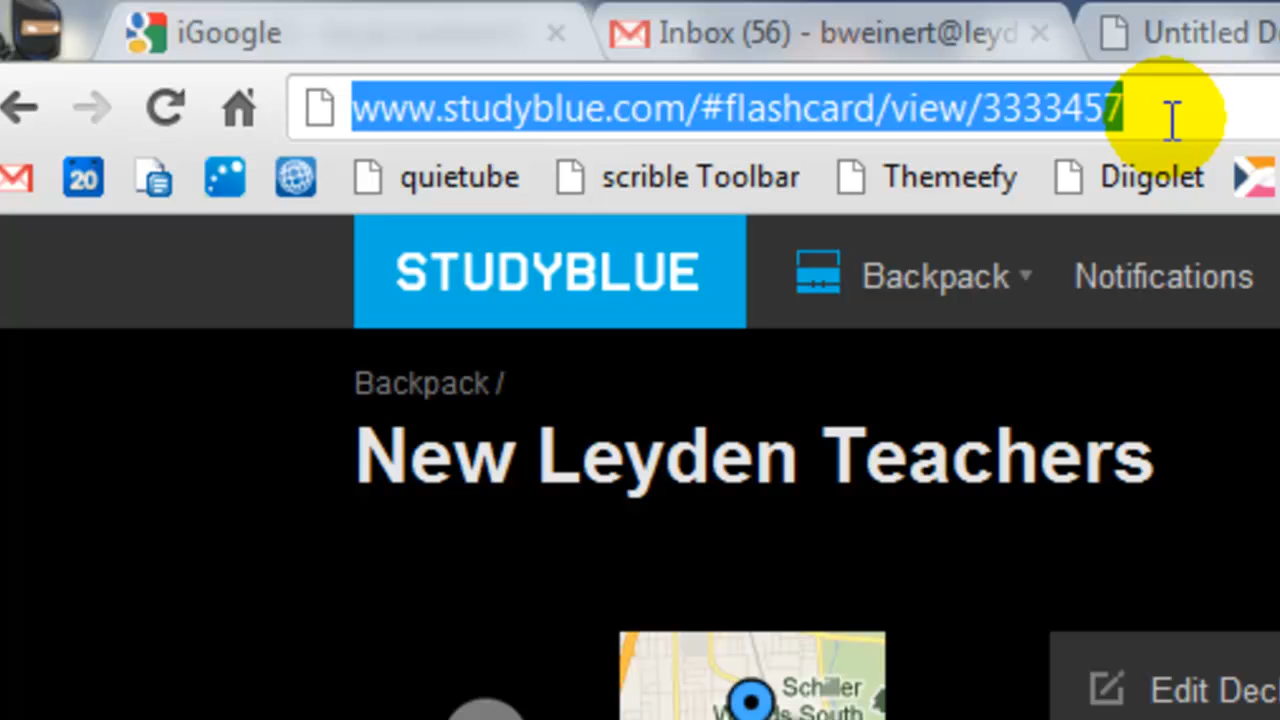 iGoogle
Inbox (56) - bweinert@leyd
Untitled D
www.studyblue.com/#flashcard/view/3333457
20
quietube
scrible Toolbar
Themeefy
Diigolet
STUDYBLUE
Backpack
Notifications
Backpack /
New Leyden Teachers
Schiller
South
Edit Dec